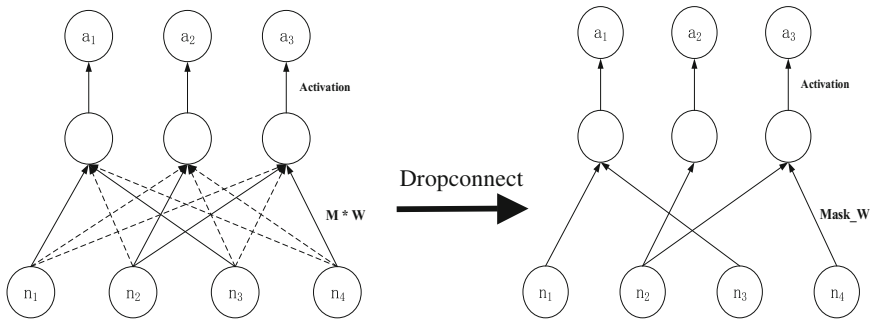 a1 a2 a3
Activation
M * W
n1 n2 n3 n4
Dropconnect
a1 a2 a3
Activation
Mask_W
n1 n2 n3 n4